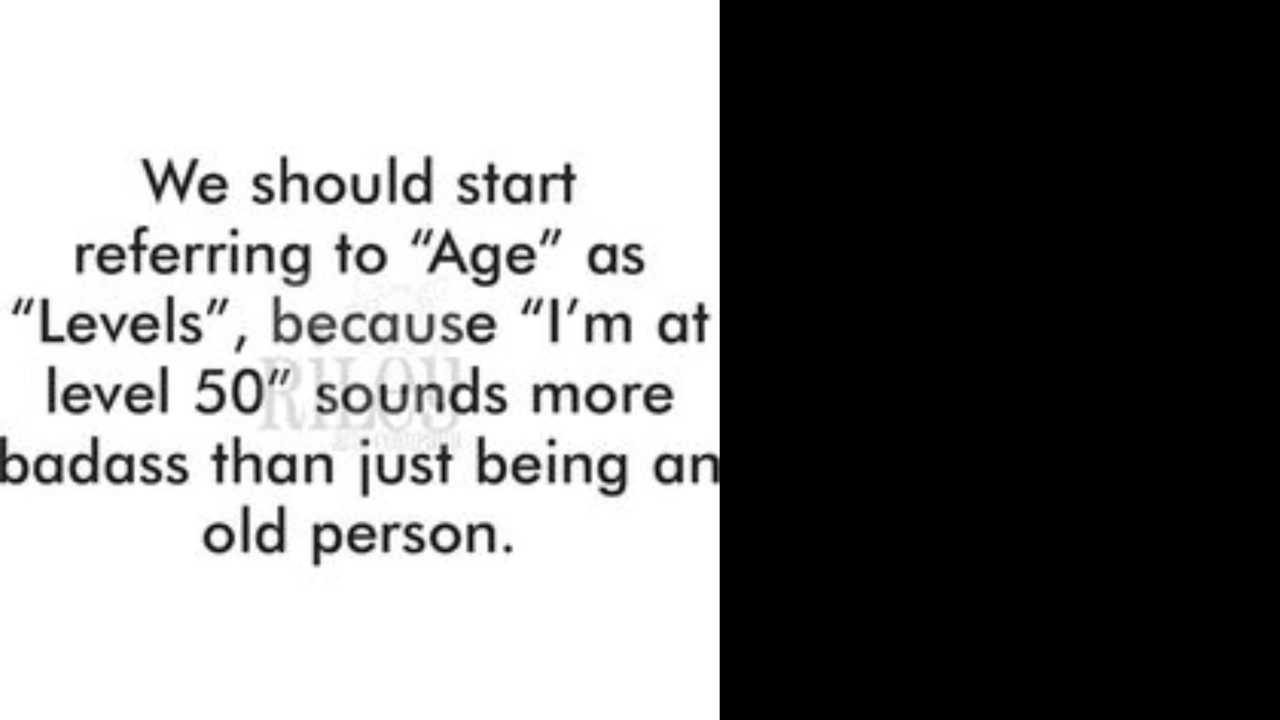 We should start
referring to “Age” as
“Levels”, because “I’m at
level 50” sounds more
badass than just being an
old person.
RILOU